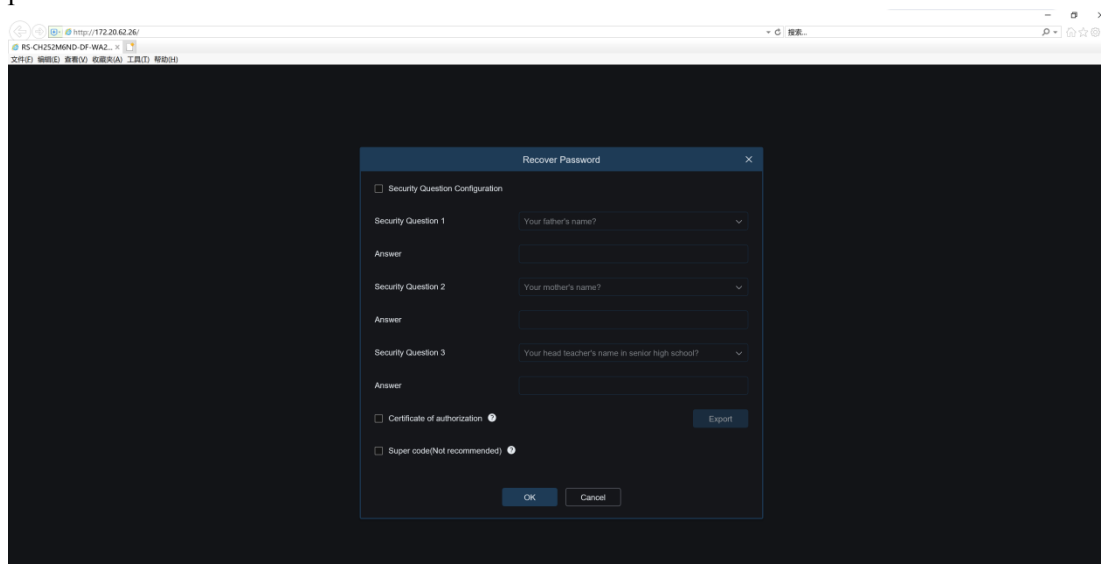 http://172.20.62.26/
搜索...
RS-CH252M6ND-DF-WA2...
文件(F) 编辑(E) 查看(V) 收藏夹(A) 工具(T) 帮助(H)
Recover Password
Security Question Configuration
Security Question 1 Your father's name?
Answer
Security Question 2 Your mother's name?
Answer
Security Question 3 Your head teacher's name in senior high school?
Answer
Certificate of authorization Export
Super code(Not recommended)
OK Cancel